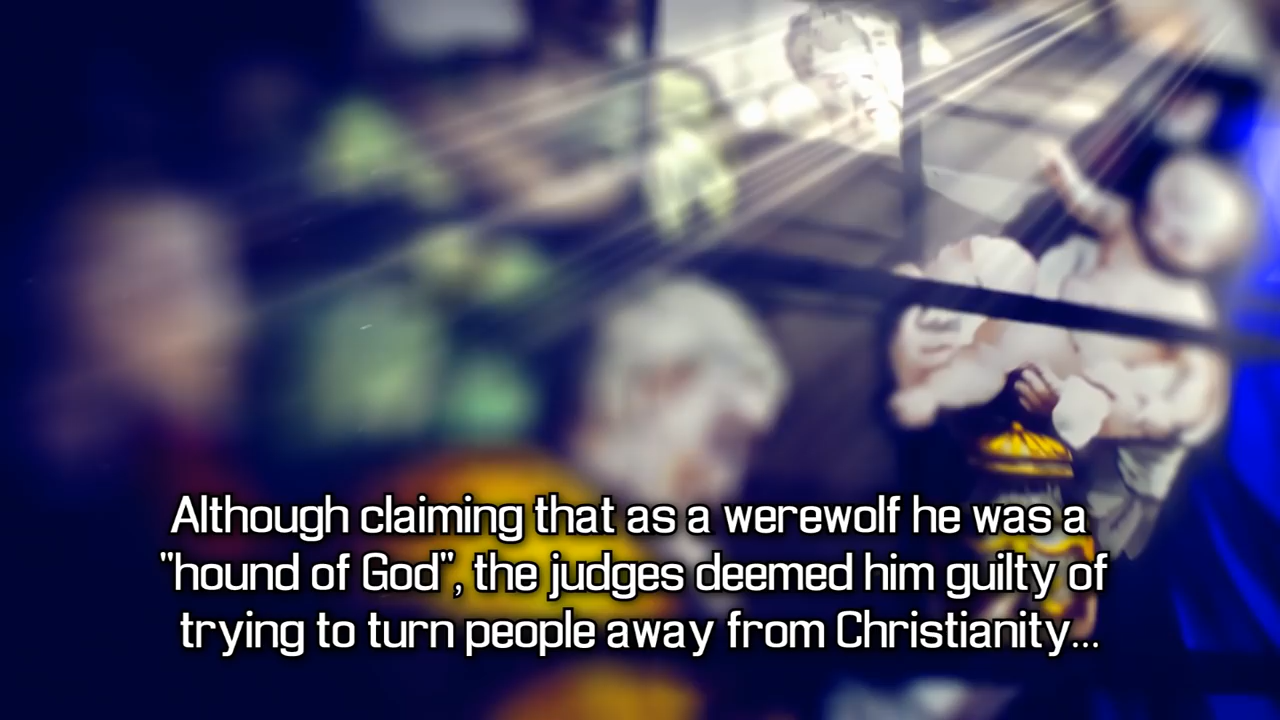 Although claiming that as a werewolf he was a
"hound of God", the judges deemed him guilty of
trying to turn people away from Christianity...